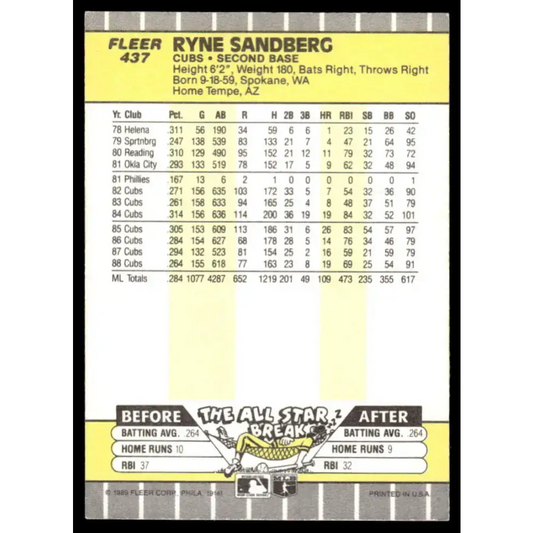 FLEER
437
RYNE SANDBERG
CUBS • SECOND BASE
Height 6'2", Weight 180, Bats Right, Throws Right
Born 9-18-59, Spokane, WA
Home Tempe, AZ
Yr. Club Pct. G AB R H 2B 3B HR RBI SB BB SO
78 Helena .311 56 190 34 59 6 6 1 23 15 26 42
79 Sprtnbrg .247 138 539 83 133 21 7 4 47 21 64 95
80 Reading .310 129 490 95 152 21 12 11 79 32 73 72
81 Okla City .293 133 519 78 152 17 5 9 62 32 48 94
81 Phillies .167 13 6 2 1 0 0 0 0 0 0 1
82 Cubs .271 156 635 103 172 33 5 7 54 32 36 90
83 Cubs .261 158 633 94 165 25 4 8 48 37 51 79
84 Cubs .314 156 636 114 200 36 19 19 84 32 52 101
85 Cubs .305 153 609 113 186 31 6 26 83 54 57 97
86 Cubs .284 154 627 68 178 28 5 14 76 34 46 79
87 Cubs .294 132 523 81 154 25 2 16 59 21 59 79
88 Cubs .264 155 618 77 163 23 8 19 69 25 54 91
ML Totals .284 1077 4287 652 1219 201 49 109 473 235 355 617
BEFORE THE ALL STAR BREAK AFTER
BATTING AVG. .264 BATTING AVG. .264
HOME RUNS 10 HOME RUNS 9
RBI 37 RBI 32
© 1989 FLEER CORP., PHILA. 19141 PRINTED IN U.S.A.